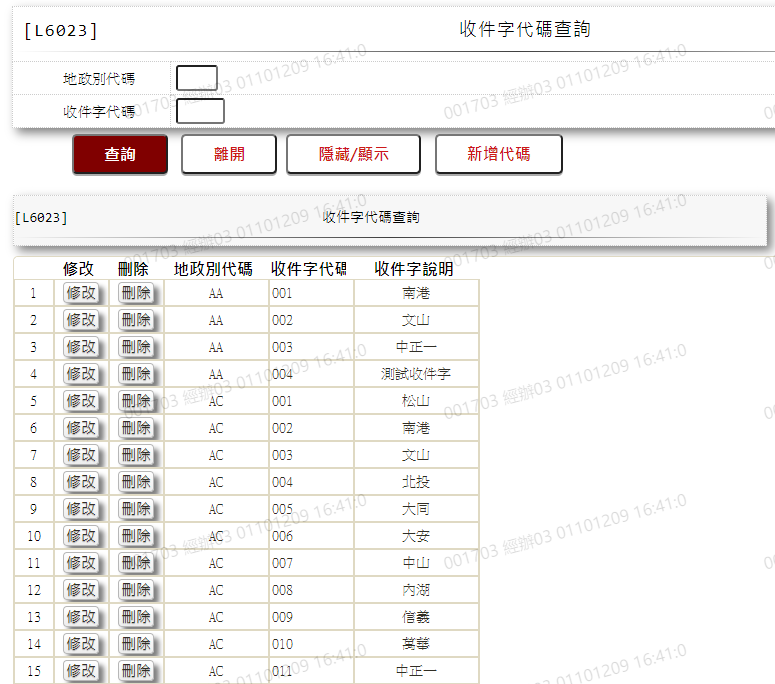 [L6023] 收件字代碼查詢
地政別代碼
收件字代碼
查詢 離開 隱藏/顯示 新增代碼
[L6023] 收件字代碼查詢
修改 刪除 地政別代碼 收件字代碼 收件字說明
1 修改 刪除 AA 001 南港
2 修改 刪除 AA 002 文山
3 修改 刪除 AA 003 中正一
4 修改 刪除 AA 004 測試收件字
5 修改 刪除 AC 001 松山
6 修改 刪除 AC 002 南港
7 修改 刪除 AC 003 文山
8 修改 刪除 AC 004 北投
9 修改 刪除 AC 005 大同
10 修改 刪除 AC 006 大安
11 修改 刪除 AC 007 中山
12 修改 刪除 AC 008 內湖
13 修改 刪除 AC 009 信義
14 修改 刪除 AC 010 萬華
15 修改 刪除 AC 011 中正一
001703 經辦03 01101209 16:41:0